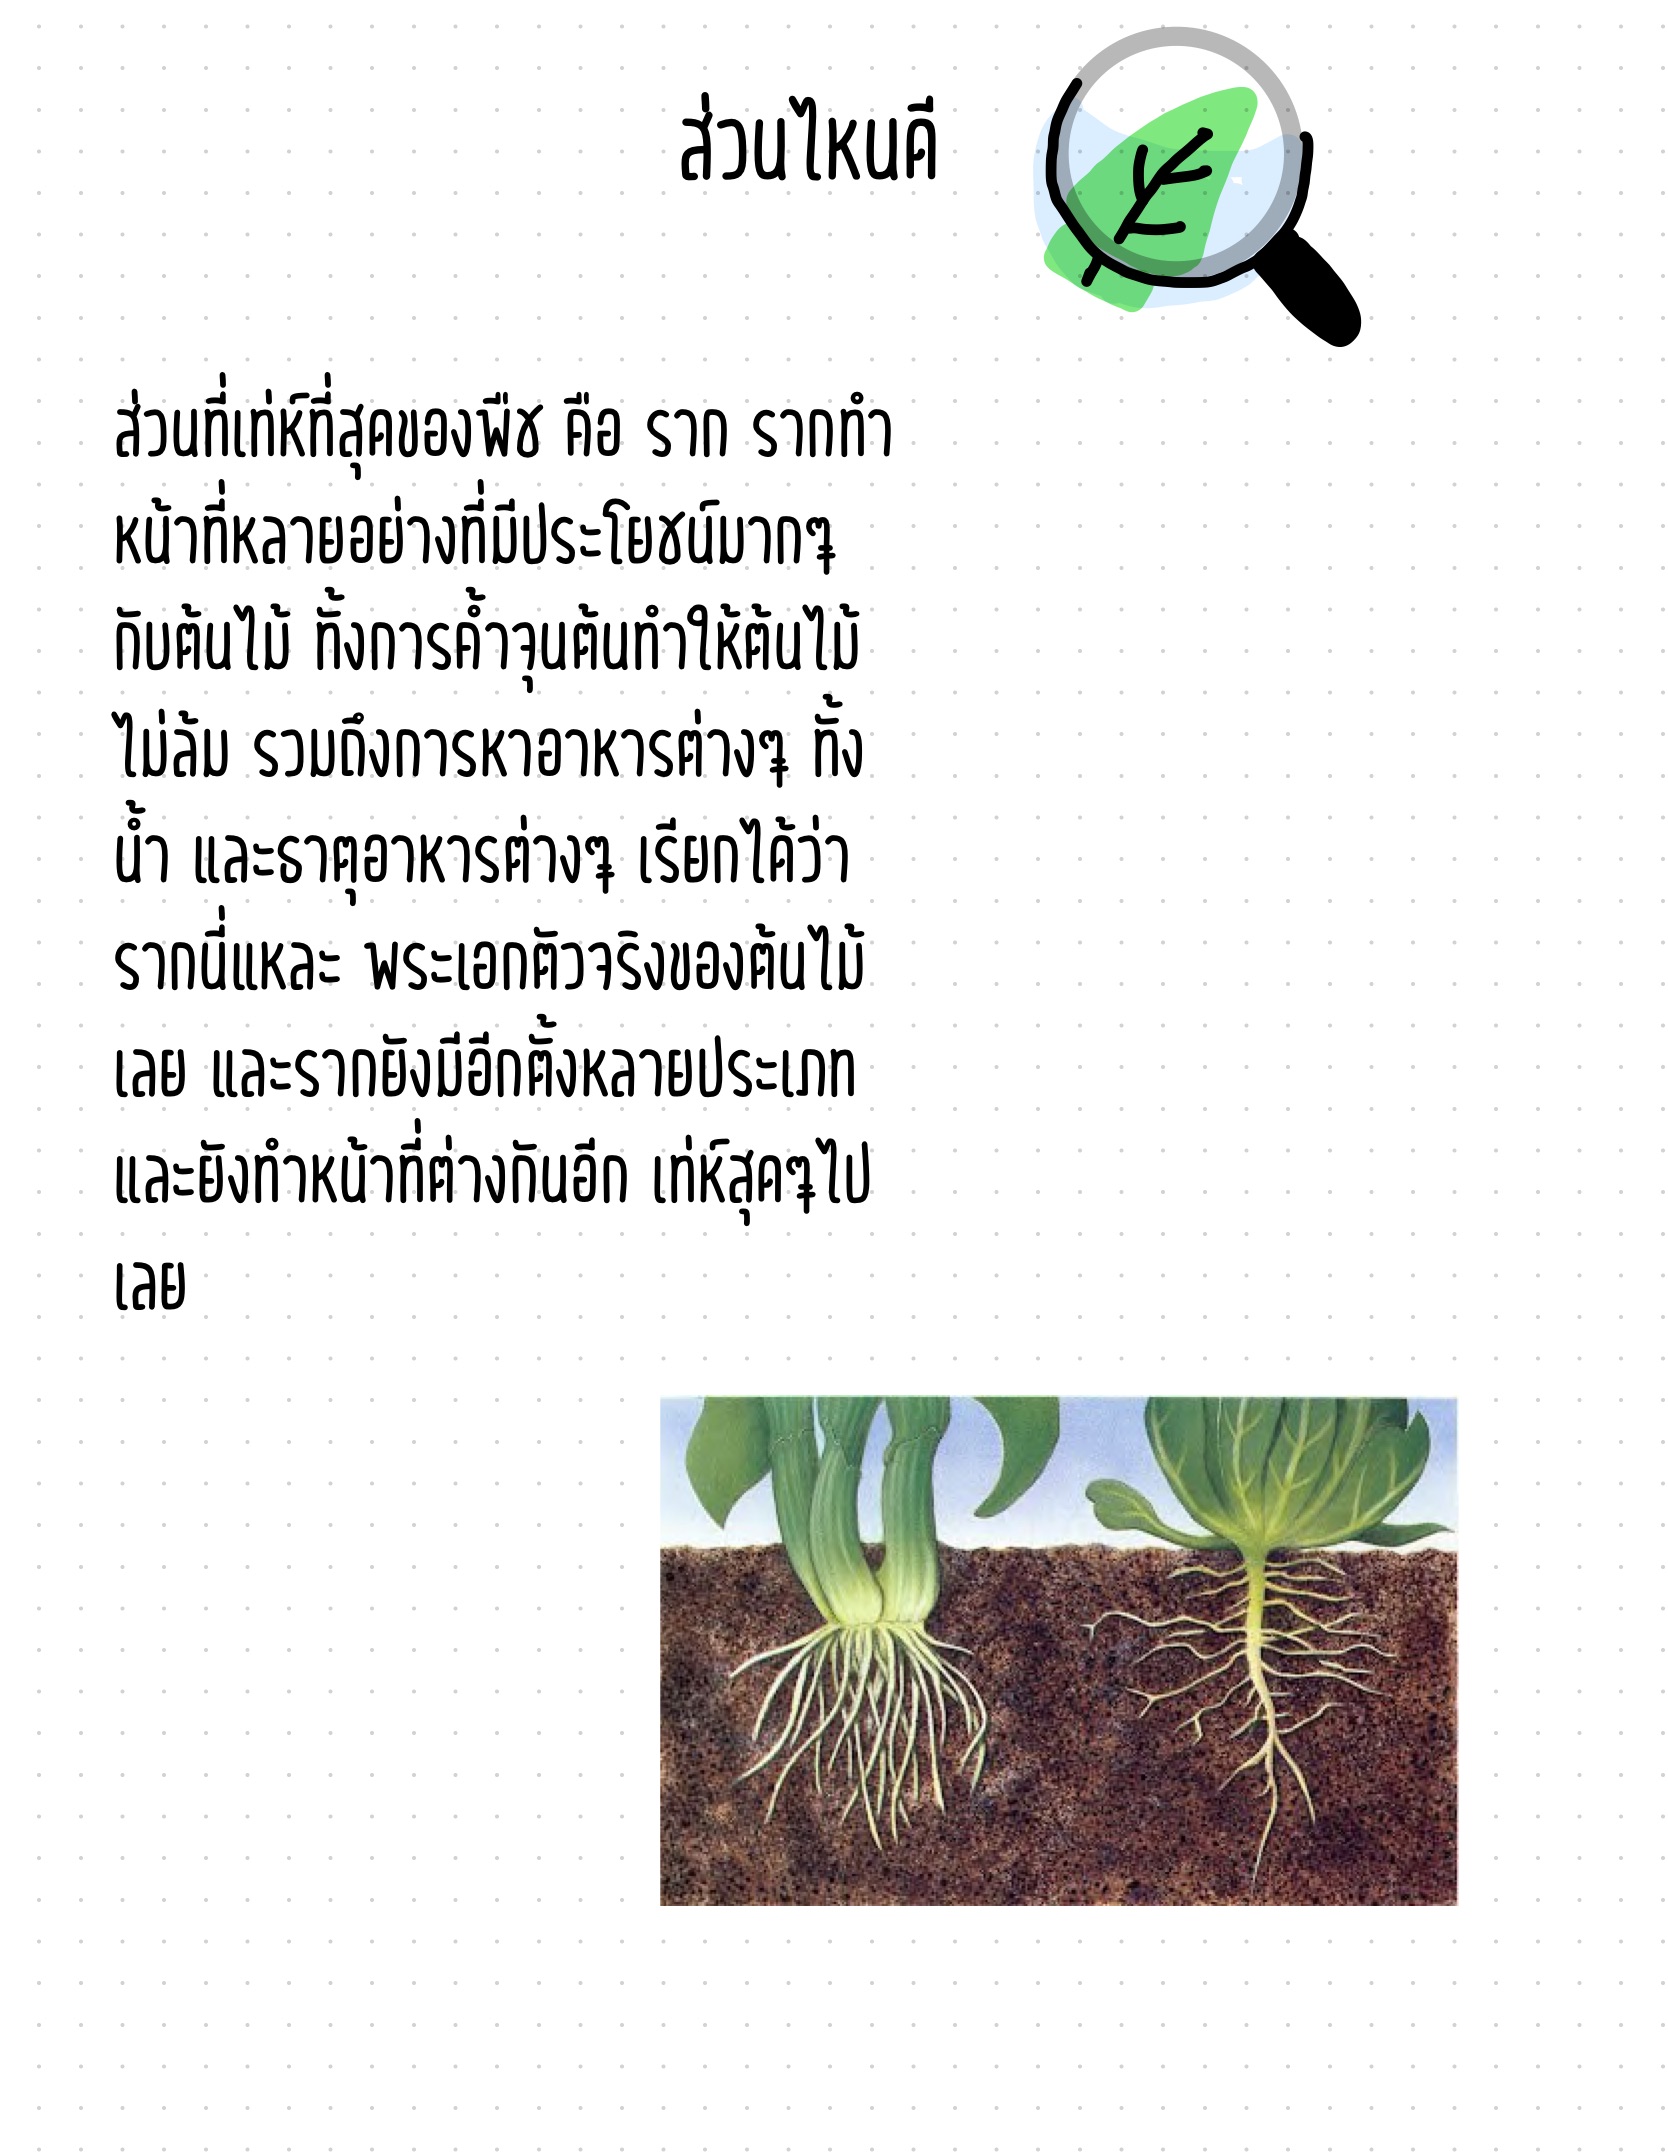 ส่วนไหนดี
ส่วนที่เท่ห์ที่สุดของพืช คือ ราก รากทำ
หน้าที่หลายอย่างที่มีประโยชน์มากๆ
กับต้นไม้ ทั้งการค้ำจุนต้นทำให้ต้นไม้
ไม่ล้ม รวมถึงการหาอาหารต่างๆ ทั้ง
น้ำ และธาตุอาหารต่างๆ เรียกได้ว่า
รากนี่แหละ พระเอกตัวจริงของต้นไม้
เลย และรากยังมีอีกตั้งหลายประเภท
และยังทำหน้าที่ต่างกันอีก เท่ห์สุดๆไป
เลย